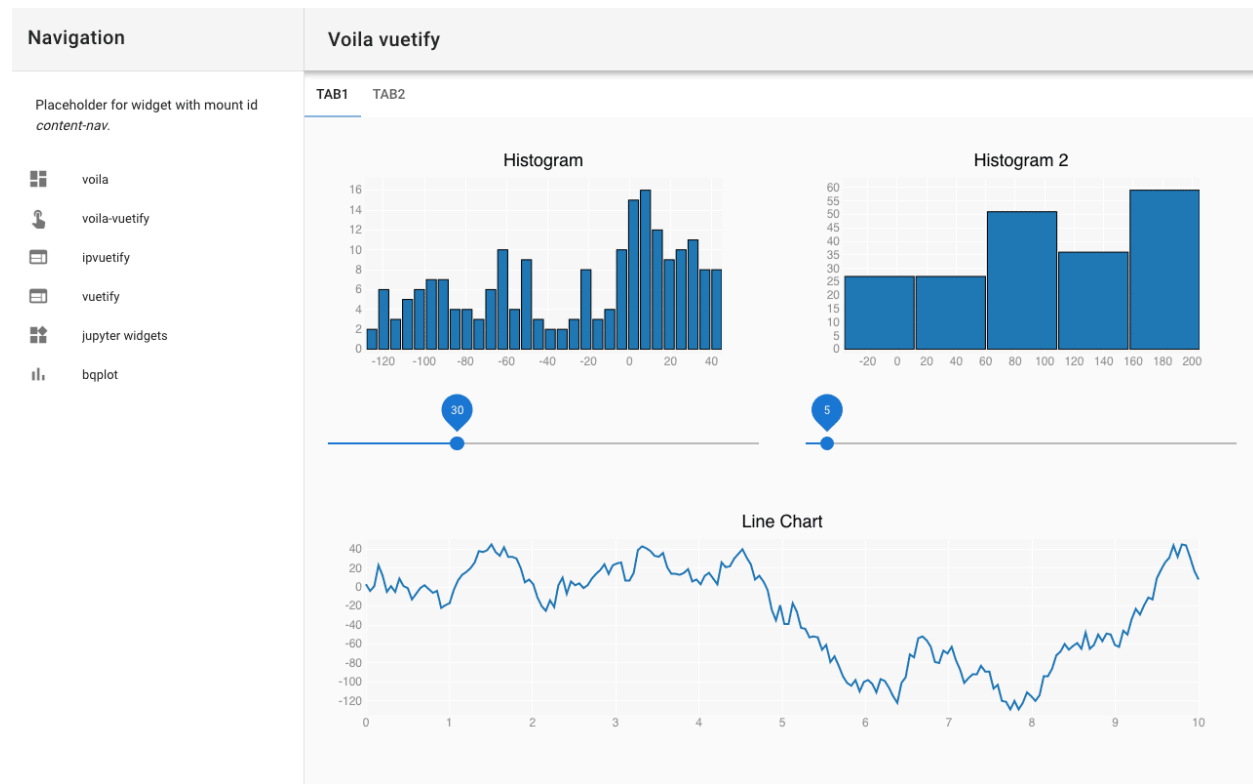 Navigation
Voila vuetify
Placeholder for widget with mount id
content-nav.
voila
voila-vuetify
ipvuetify
vuetify
jupyter widgets
bqplot
TAB1 TAB2
Histogram
16
14
12
10
8
6
4
2
0
-120 -100 -80 -60 -40 -20 0 20 40
Histogram 2
60
55
50
45
40
35
30
25
20
15
10
5
0
-20 0 20 40 60 80 100 120 140 160 180 200
30
5
Line Chart
40
20
0
-20
-40
-60
-80
-100
-120
0 1 2 3 4 5 6 7 8 9 10